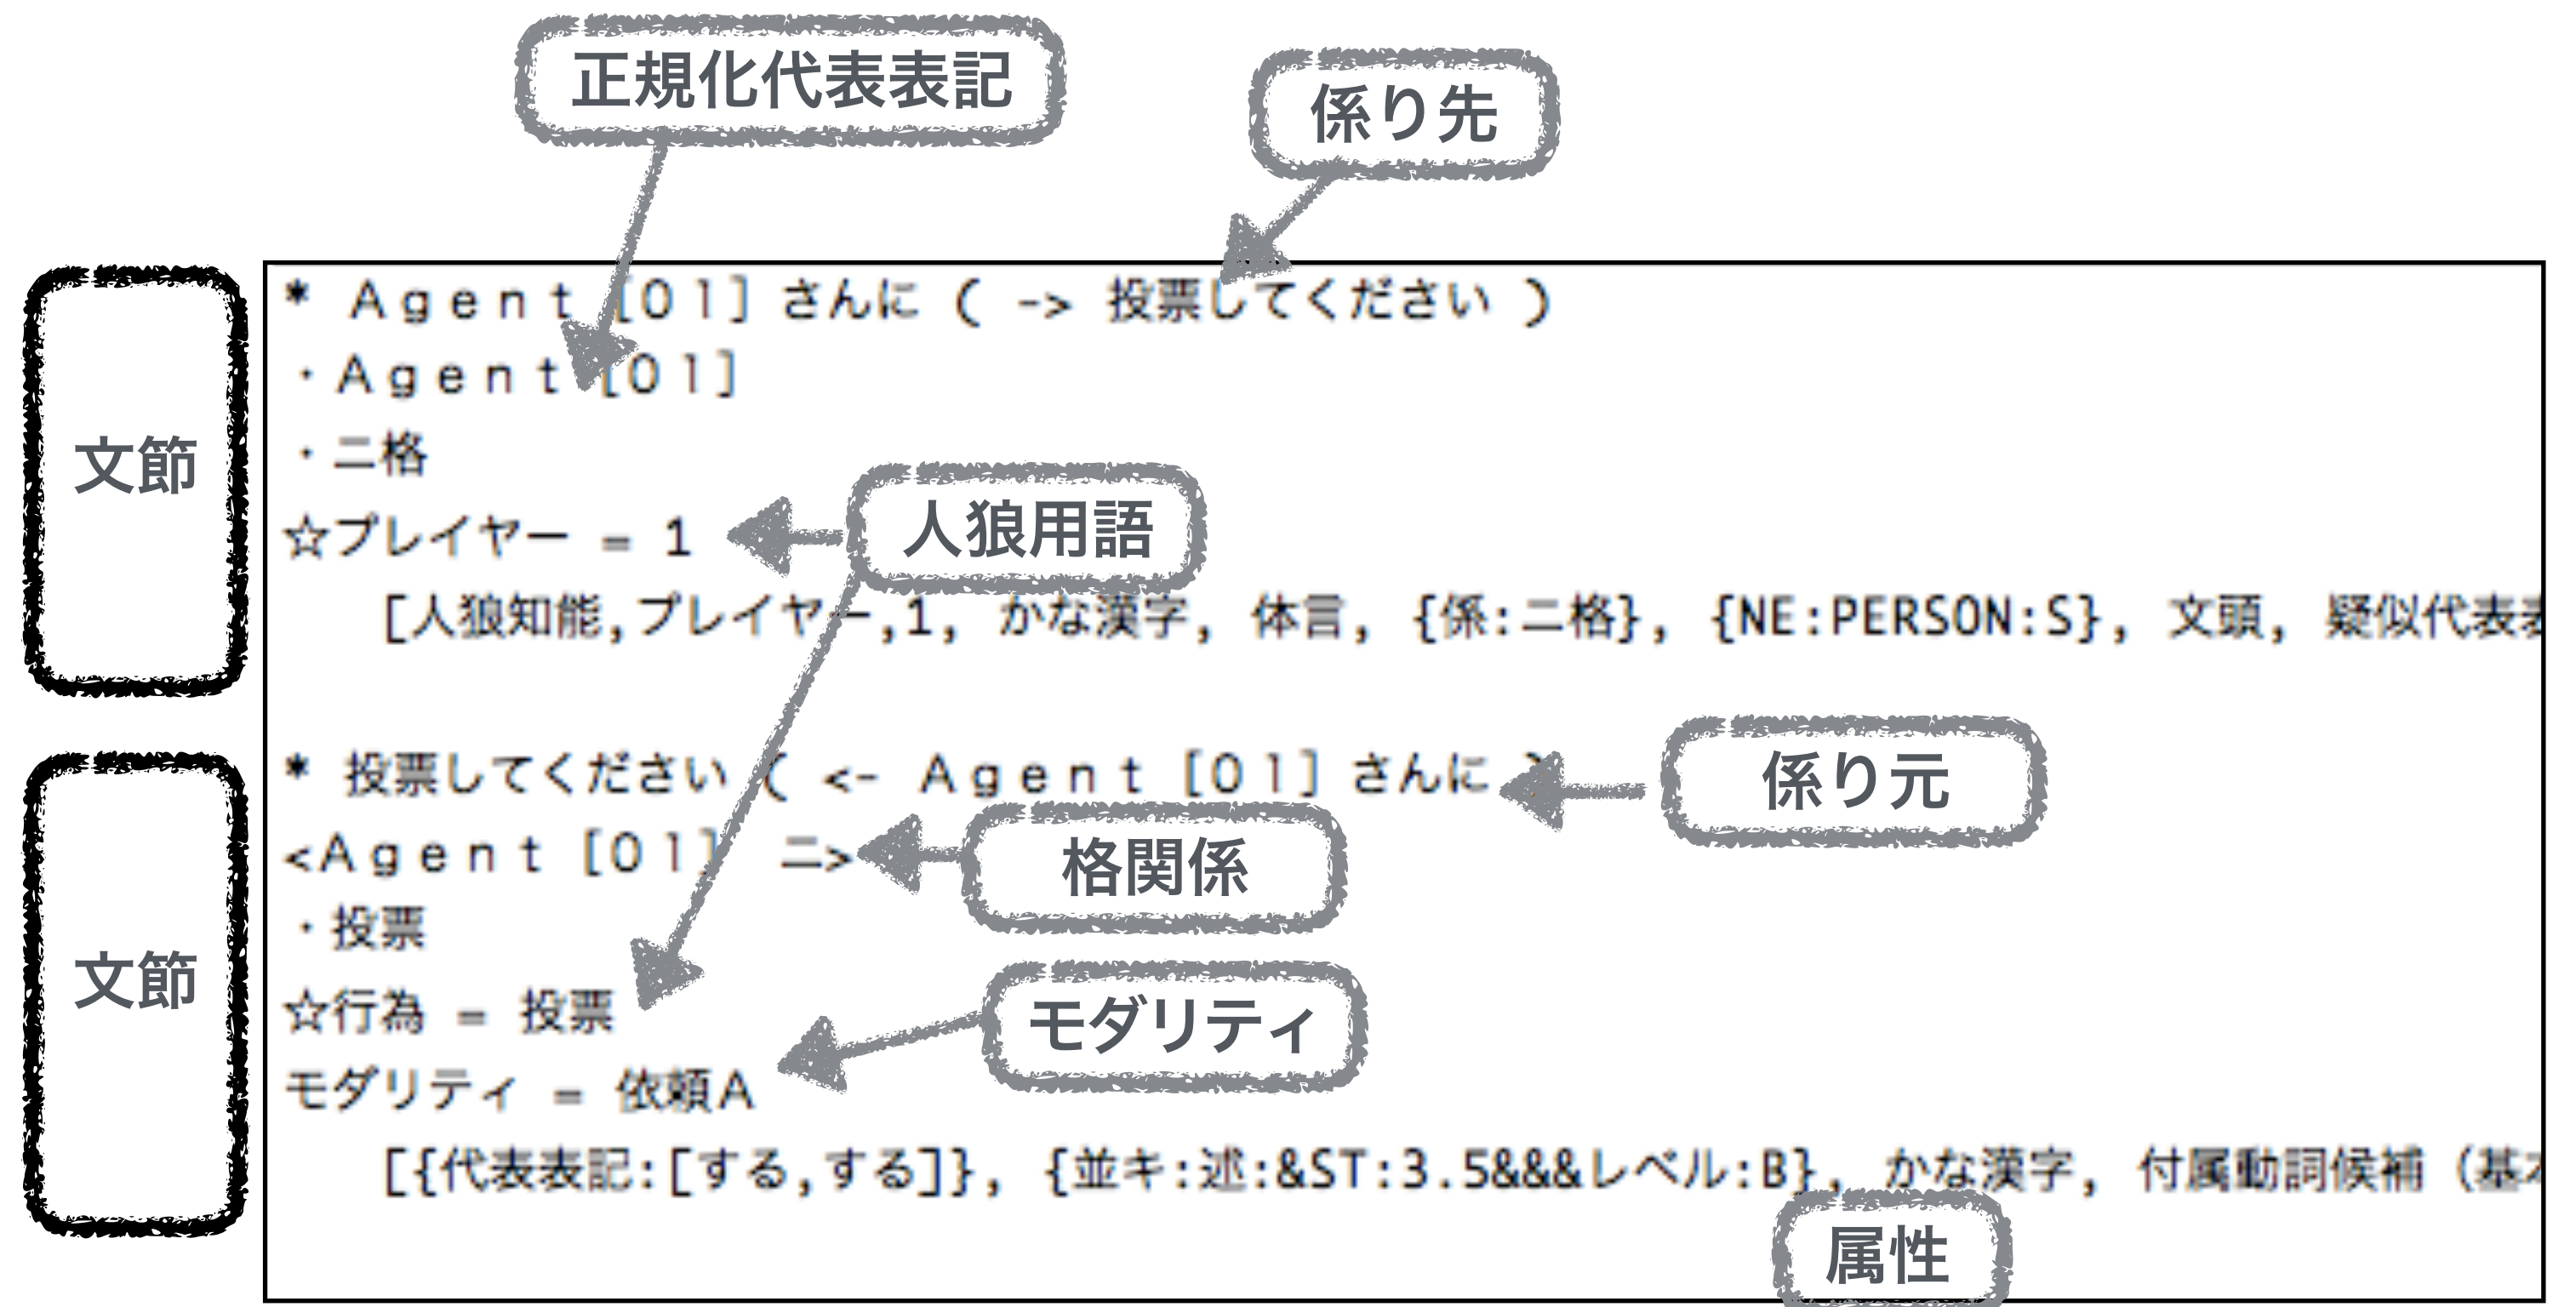 正規化代表表記
係り先
* Ａｇｅｎｔ［０１］さんに ( -> 投票してください )
・Ａｇｅｎｔ［０１］
・ニ格
文節
人狼用語
☆プレイヤー = 1
[人狼知能,プレイヤー,1, かな漢字, 体言, {係:ニ格}, {NE:PERSON:S}, 文頭, 疑似代表表
* 投票してください ( <- Ａｇｅｎｔ［０１］さんに )
係り元
<Ａｇｅｎｔ［０１］ ニ>
格関係
・投票
文節
☆行為 = 投票
モダリティ
モダリティ = 依頼Ａ
[{代表表記:[する,する]}, {並キ:述:&ST:3.5&&&レベル:B}, かな漢字, 付属動詞候補（基本
属性